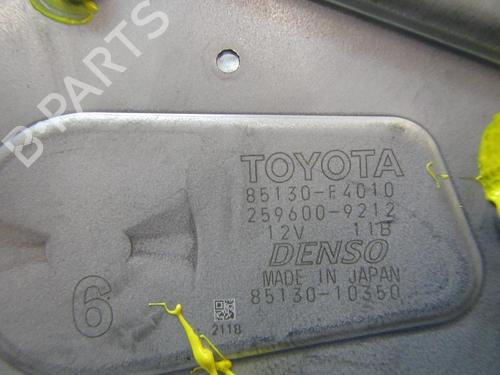 B-PARTS
TOYOTA
85130-F4010
259600-9212
12V 11B
DENSO
MADE IN JAPAN
85130-10350
6
2118